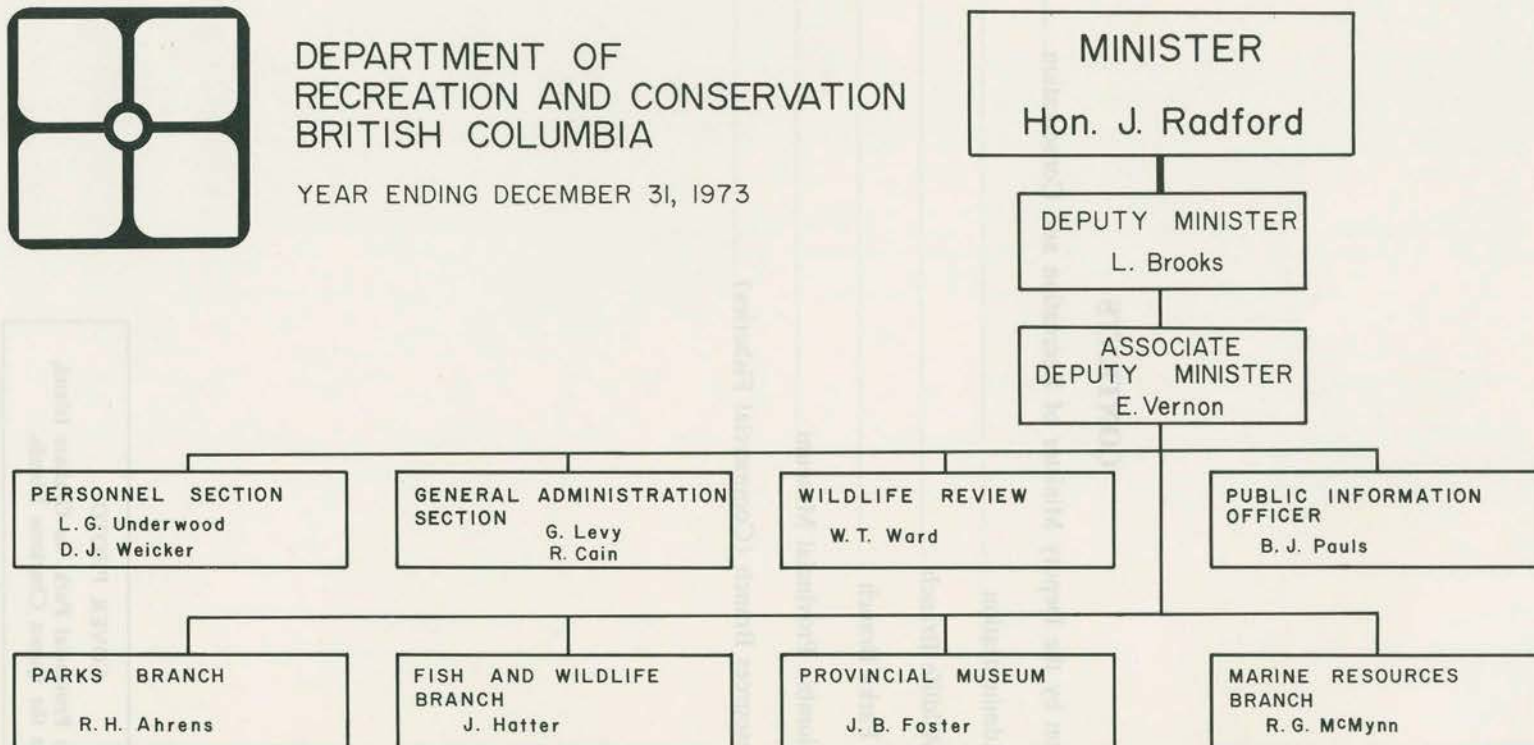 DEPARTMENT OF
RECREATION AND CONSERVATION
BRITISH COLUMBIA
YEAR ENDING DECEMBER 31, 1973
MINISTER
Hon. J. Radford
DEPUTY MINISTER
L. Brooks
ASSOCIATE
DEPUTY MINISTER
E. Vernon
PERSONNEL SECTION
L. G. Underwood
D. J. Weicker
GENERAL ADMINISTRATION
SECTION
G. Levy
R. Cain
WILDLIFE REVIEW
W. T. Ward
PUBLIC INFORMATION
OFFICER
B. J. Pauls
PARKS BRANCH
R. H. Ahrens
FISH AND WILDLIFE
BRANCH
J. Hatter
PROVINCIAL MUSEUM
J. B. Foster
MARINE RESOURCES
BRANCH
R. G. McMynn